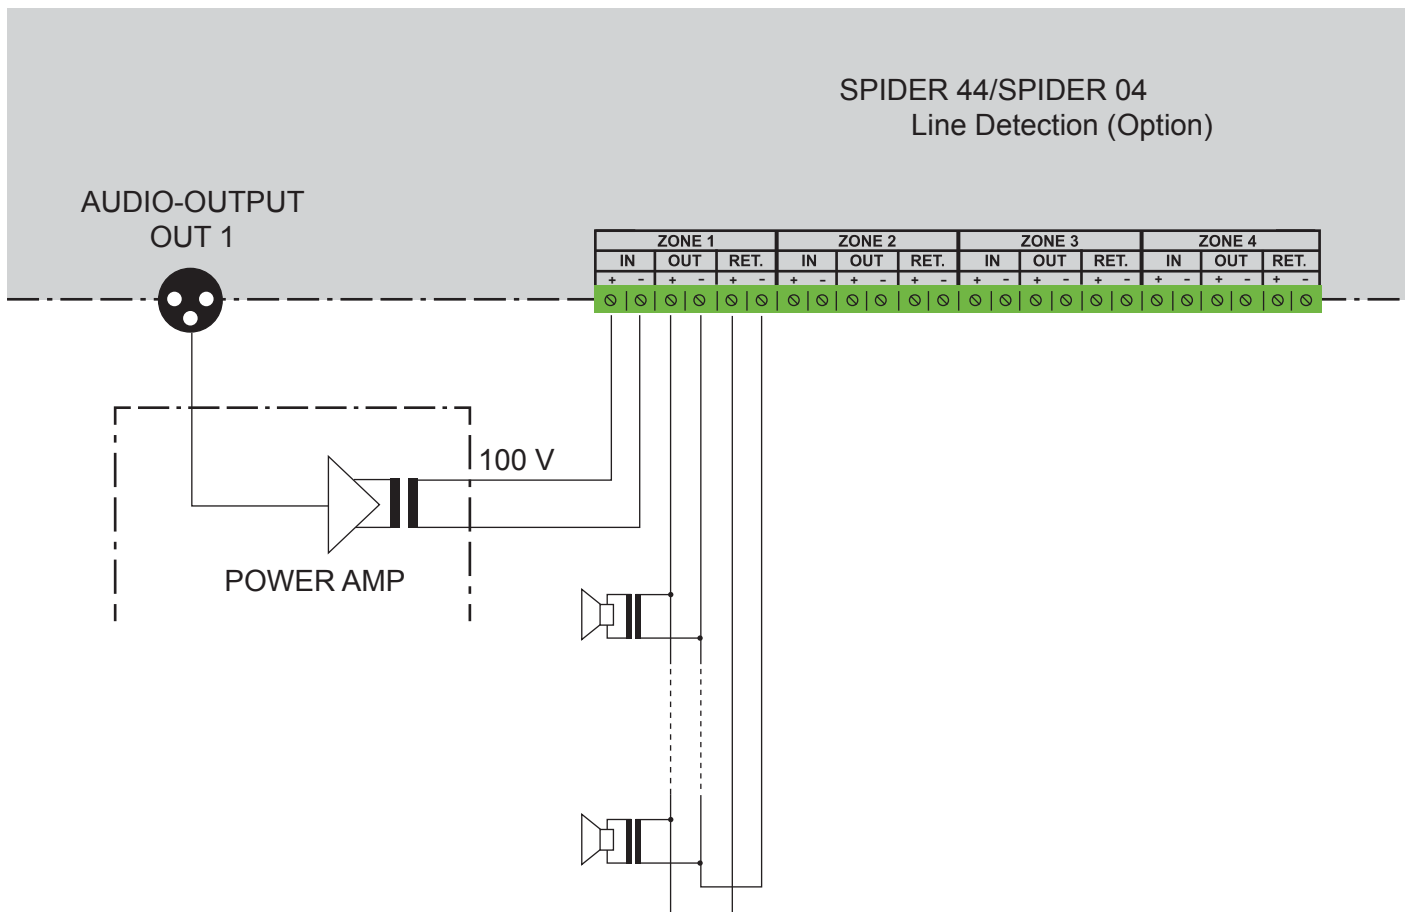 SPIDER 44/SPIDER 04
Line Detection (Option)
AUDIO-OUTPUT
OUT 1
ZONE 1 ZONE 2 ZONE 3 ZONE 4
IN OUT RET. IN OUT RET. IN OUT RET. IN OUT RET.
+ - + - + - + - + - + - + - + - + - + - + - + -
100 V
POWER AMP